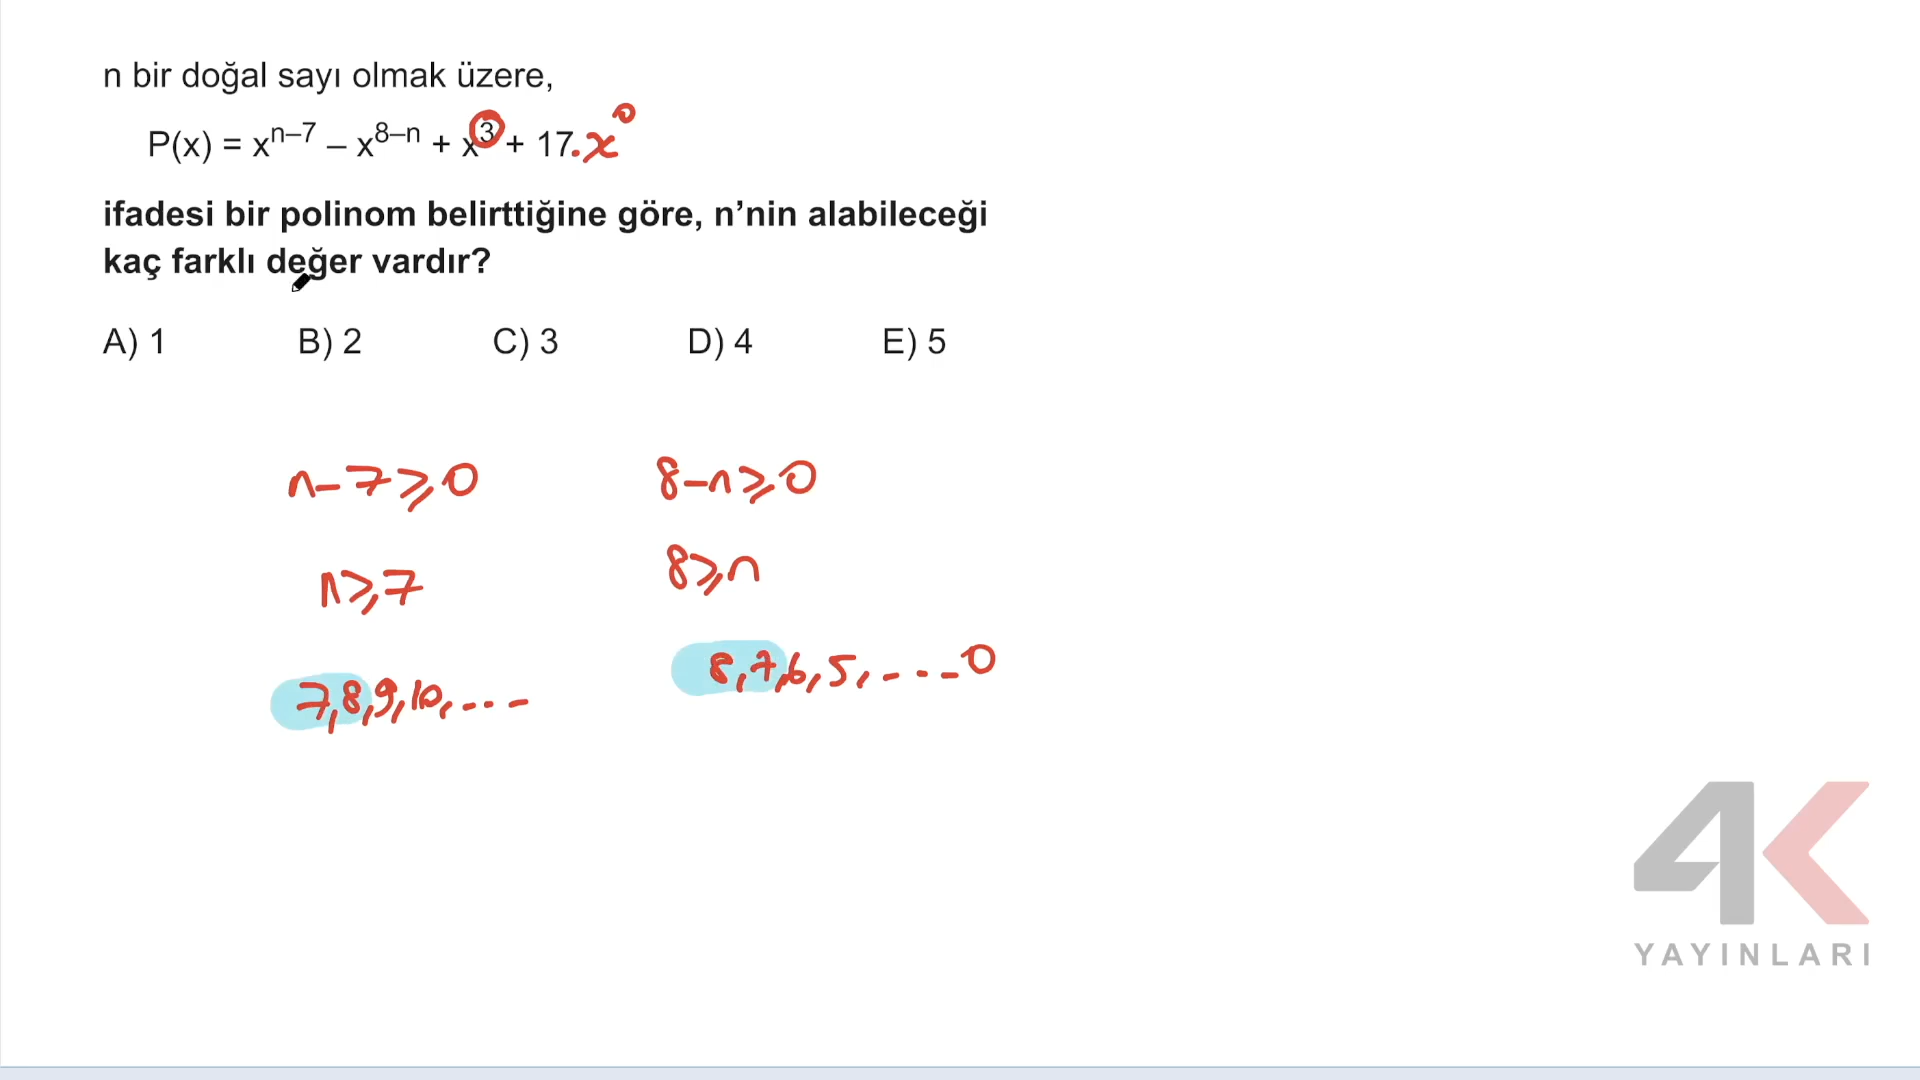 n bir doğal sayı olmak üzere,
P(x) = xⁿ⁻⁷ – x⁸⁻ⁿ + x³ + 17.x⁰
ifadesi bir polinom belirttiğine göre, n’nin alabileceği
kaç farklı değer vardır?
A) 1 B) 2 C) 3 D) 4 E) 5
n-7≥0 8-n≥0
n≥7 8≥n
7,8,9,10,... 8,7,6,5,....0
4K
YAYINLARI